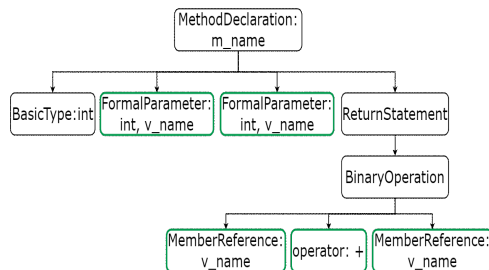 MethodDeclaration:
m_name
BasicType:int
FormalParameter:
int, v_name
FormalParameter:
int, v_name
ReturnStatement
BinaryOperation
MemberReference:
v_name
operator: +
MemberReference:
v_name